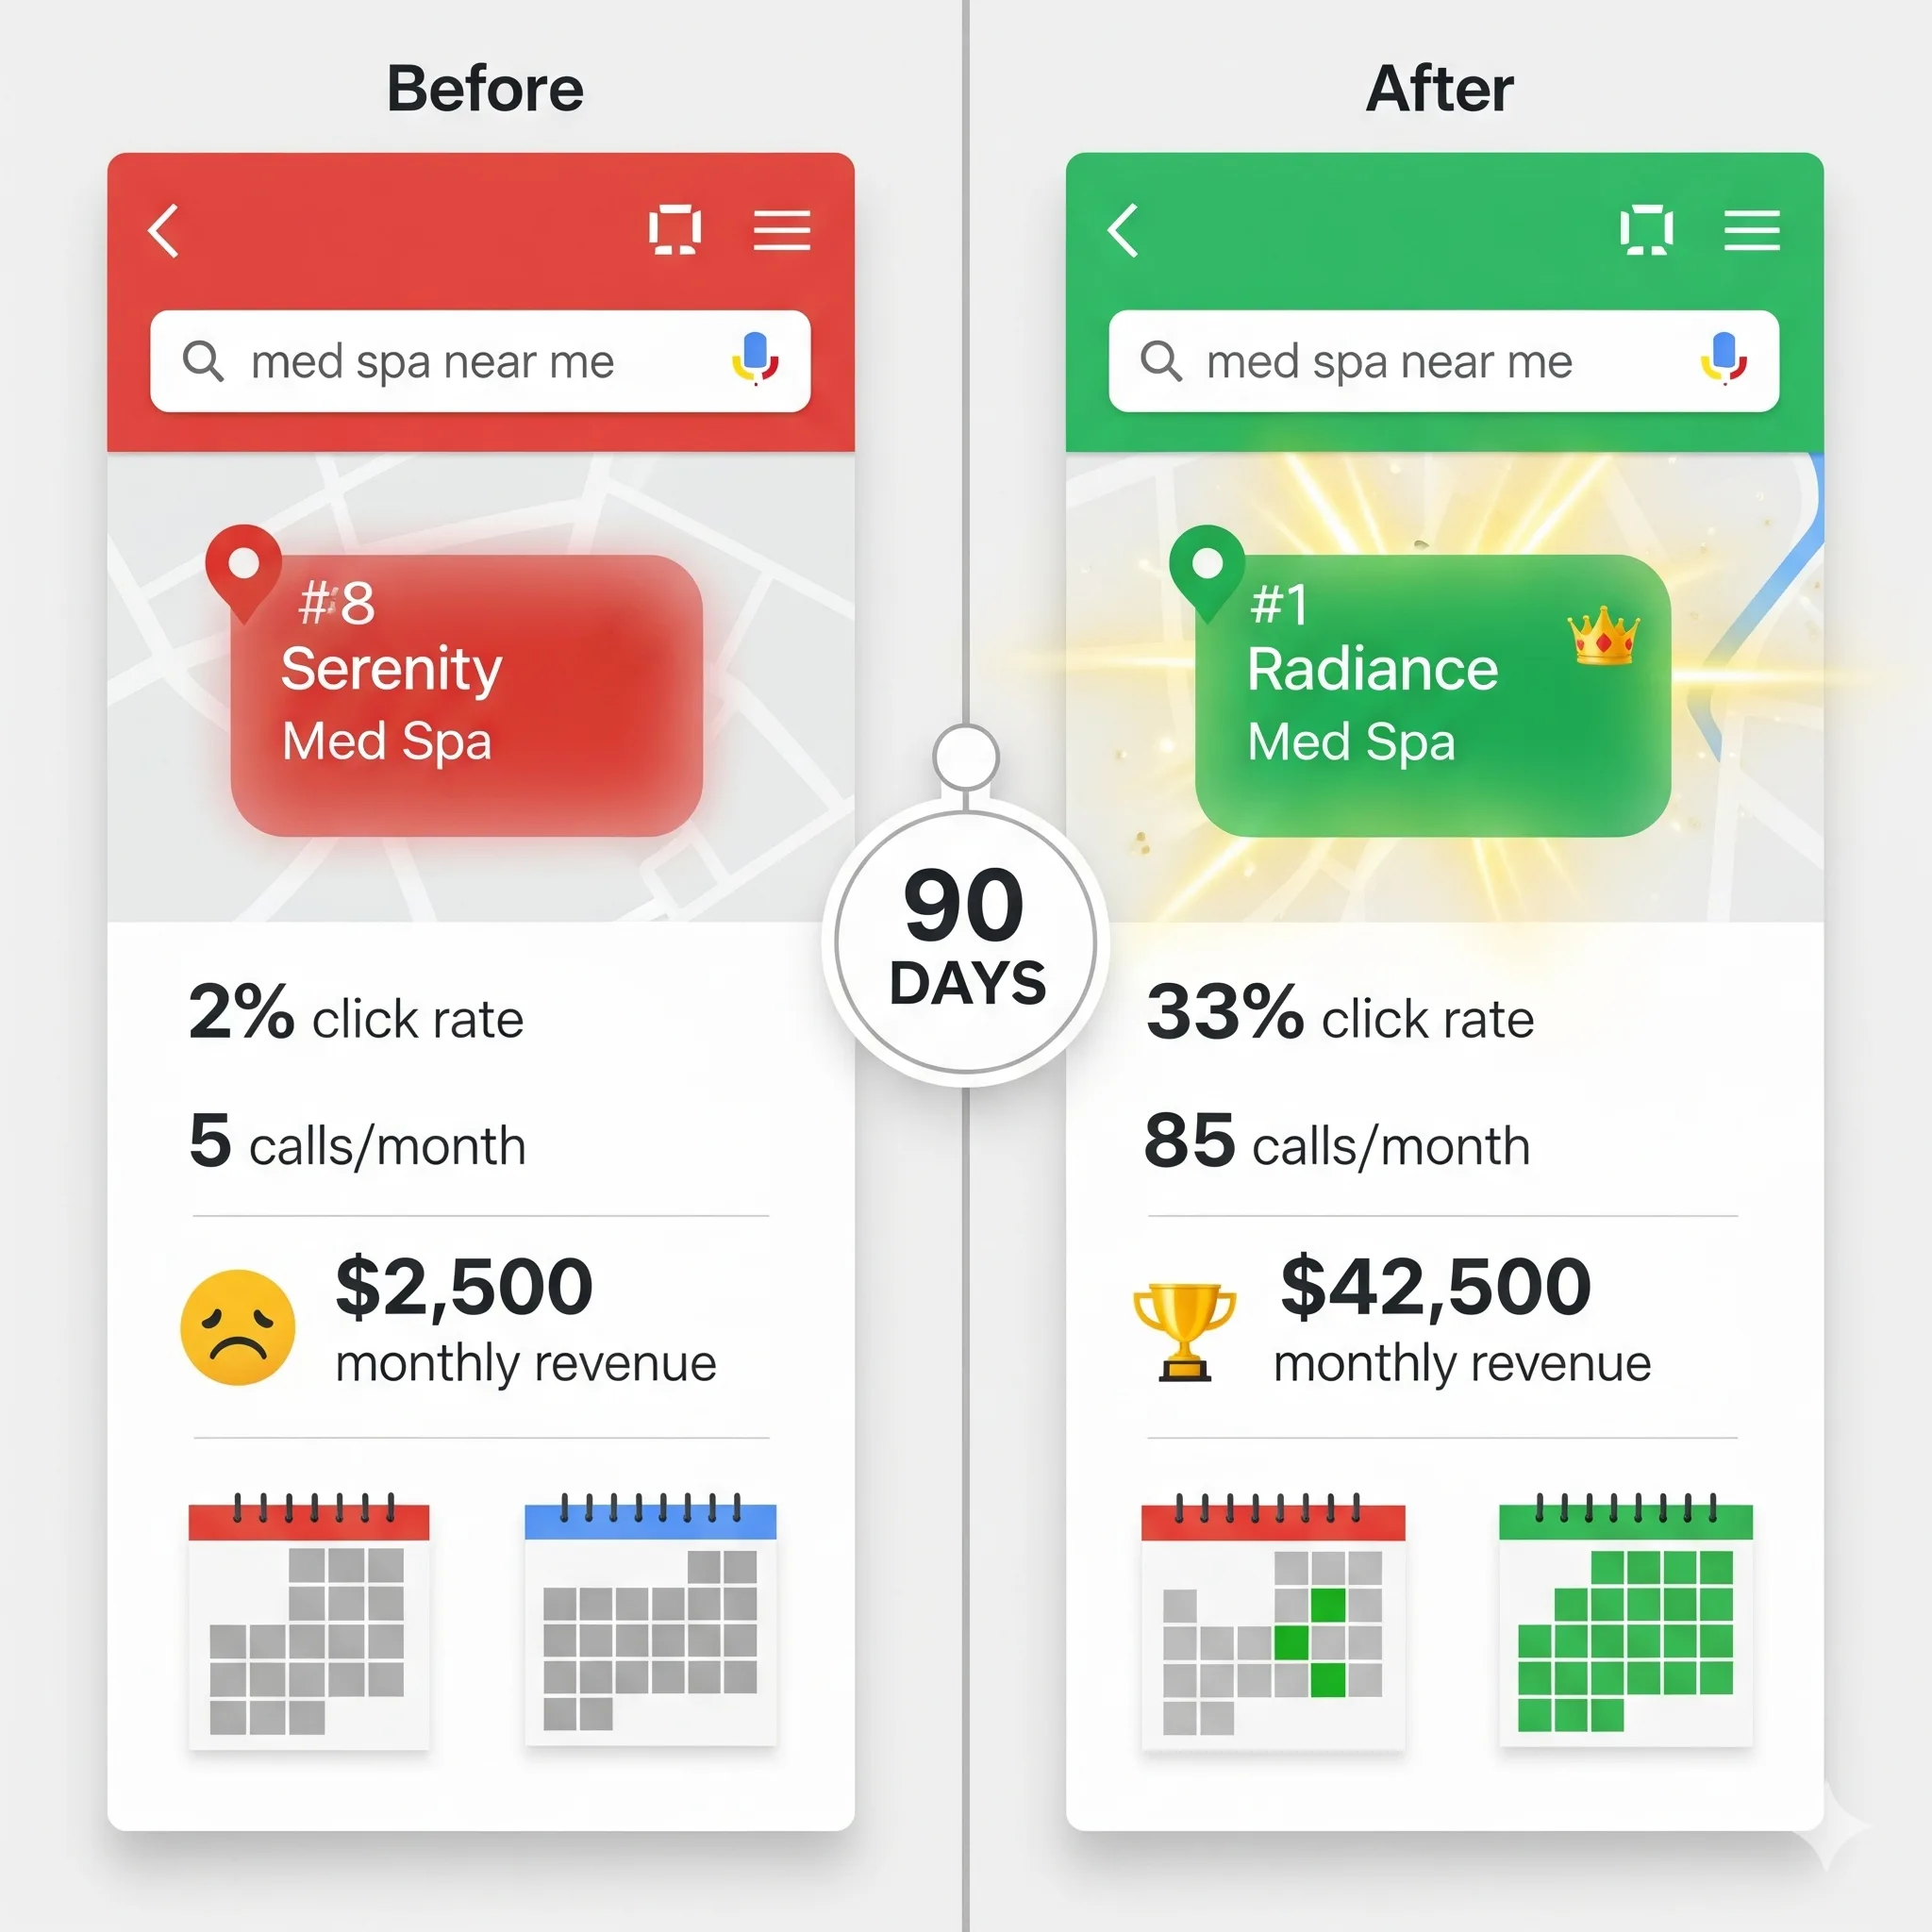 Before
med spa near me
#8
Serenity
Med Spa
2% click rate
5 calls/month
$2,500
monthly revenue
90
DAYS
After
med spa near me
#1
Radiance
Med Spa
33% click rate
85 calls/month
$42,500
monthly revenue